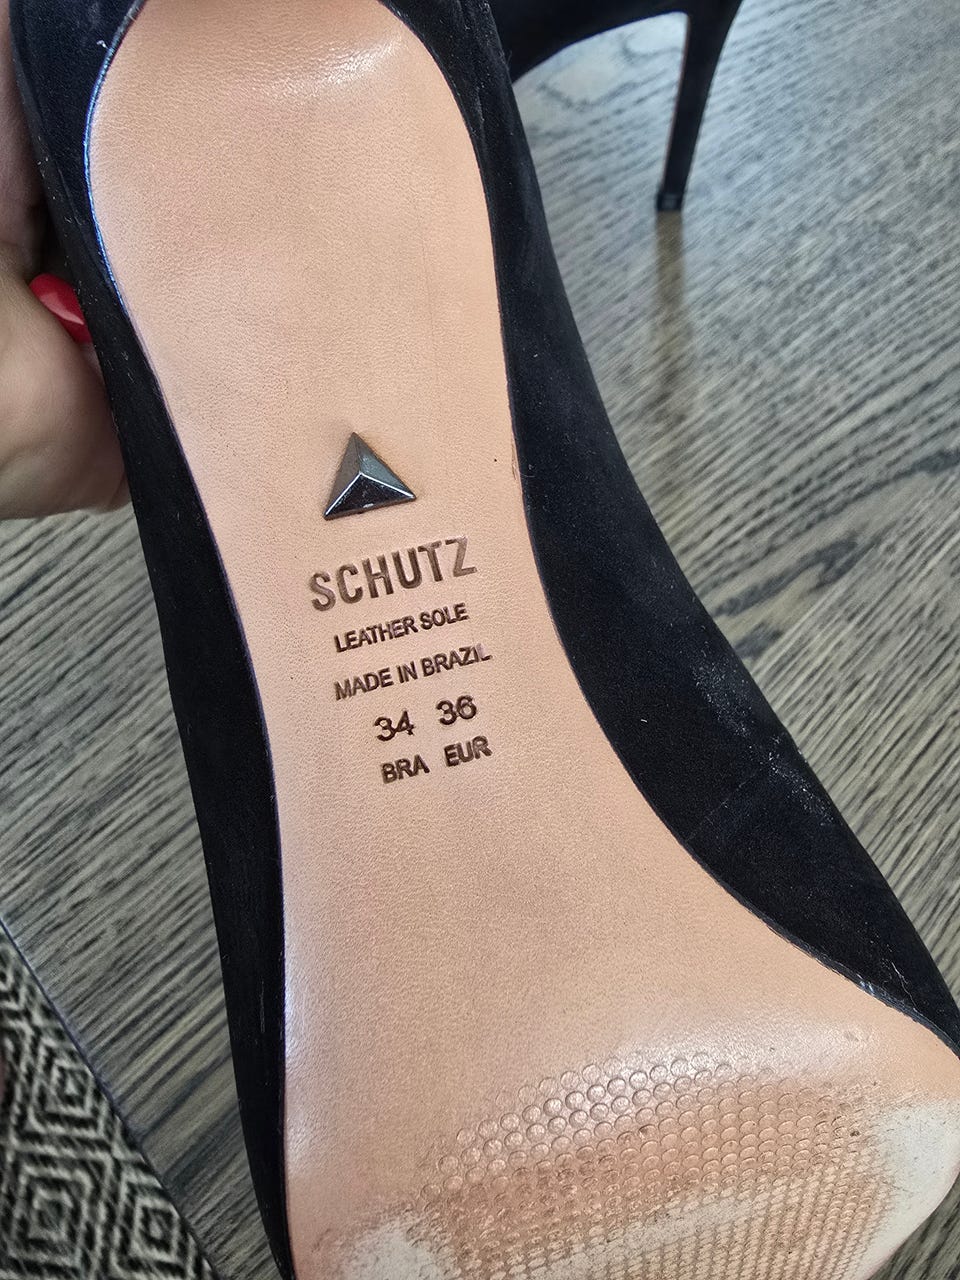 SCHUTZ
LEATHER SOLE
MADE IN BRAZIL
34 36
BRA EUR